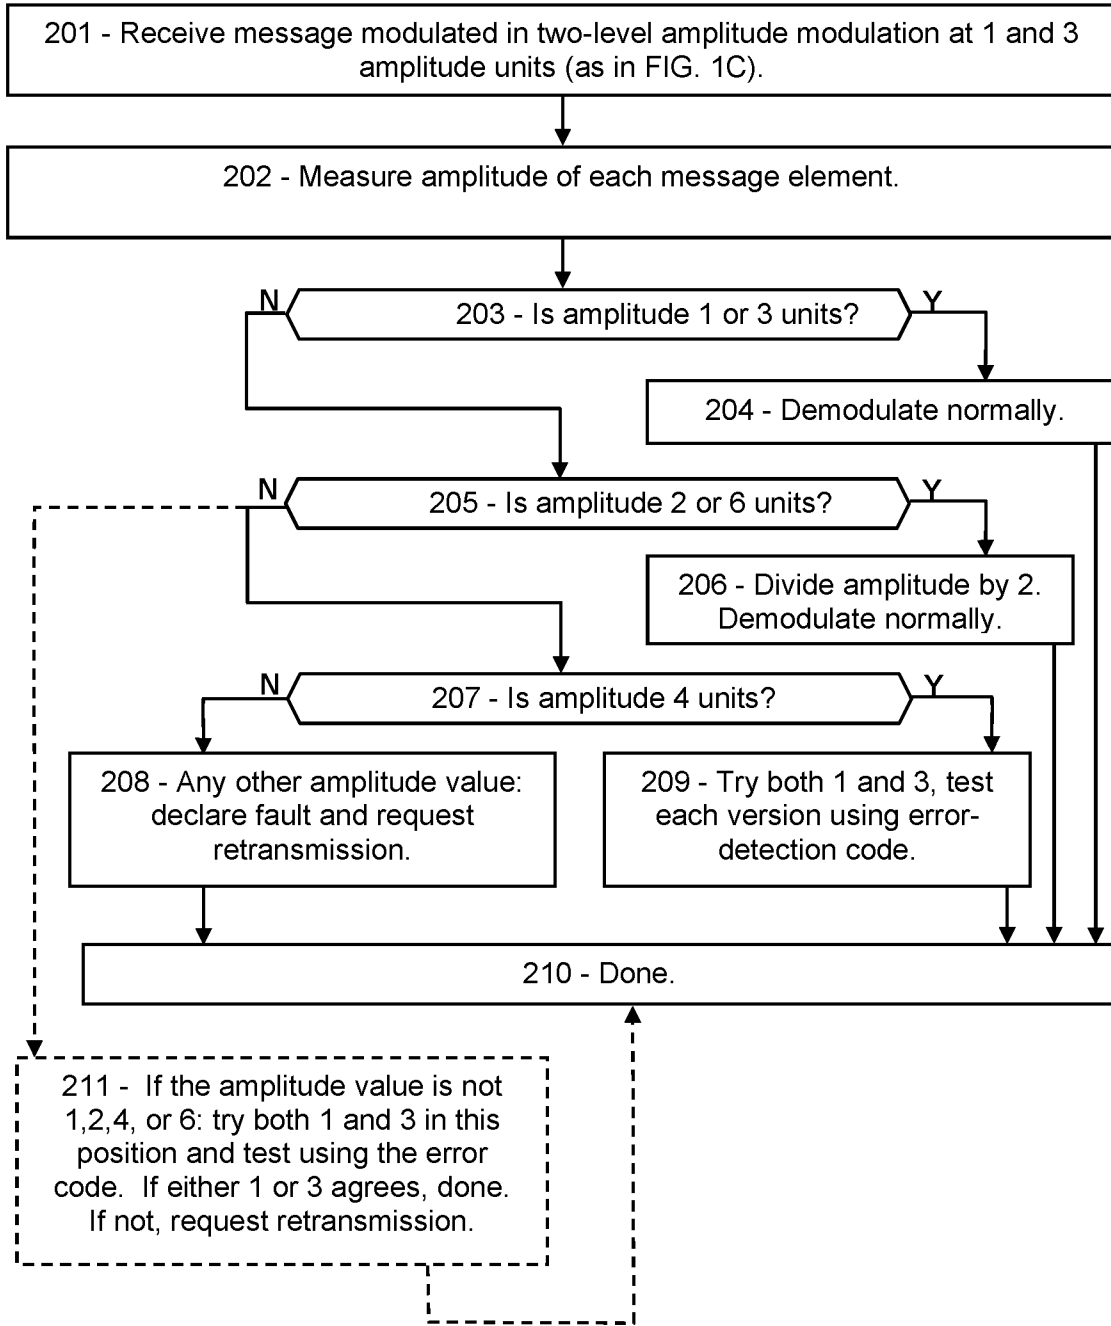 201 - Receive message modulated in two-level amplitude modulation at 1 and 3
amplitude units (as in FIG. 1C).
202 - Measure amplitude of each message element.
N
203 - Is amplitude 1 or 3 units?
Y
204 - Demodulate normally.
N
205 - Is amplitude 2 or 6 units?
Y
206 - Divide amplitude by 2.
Demodulate normally.
N
207 - Is amplitude 4 units?
Y
208 - Any other amplitude value:
declare fault and request
retransmission.
209 - Try both 1 and 3, test
each version using error-
detection code.
210 - Done.
211 - If the amplitude value is not
1,2,4, or 6: try both 1 and 3 in this
position and test using the error
code. If either 1 or 3 agrees, done.
If not, request retransmission.